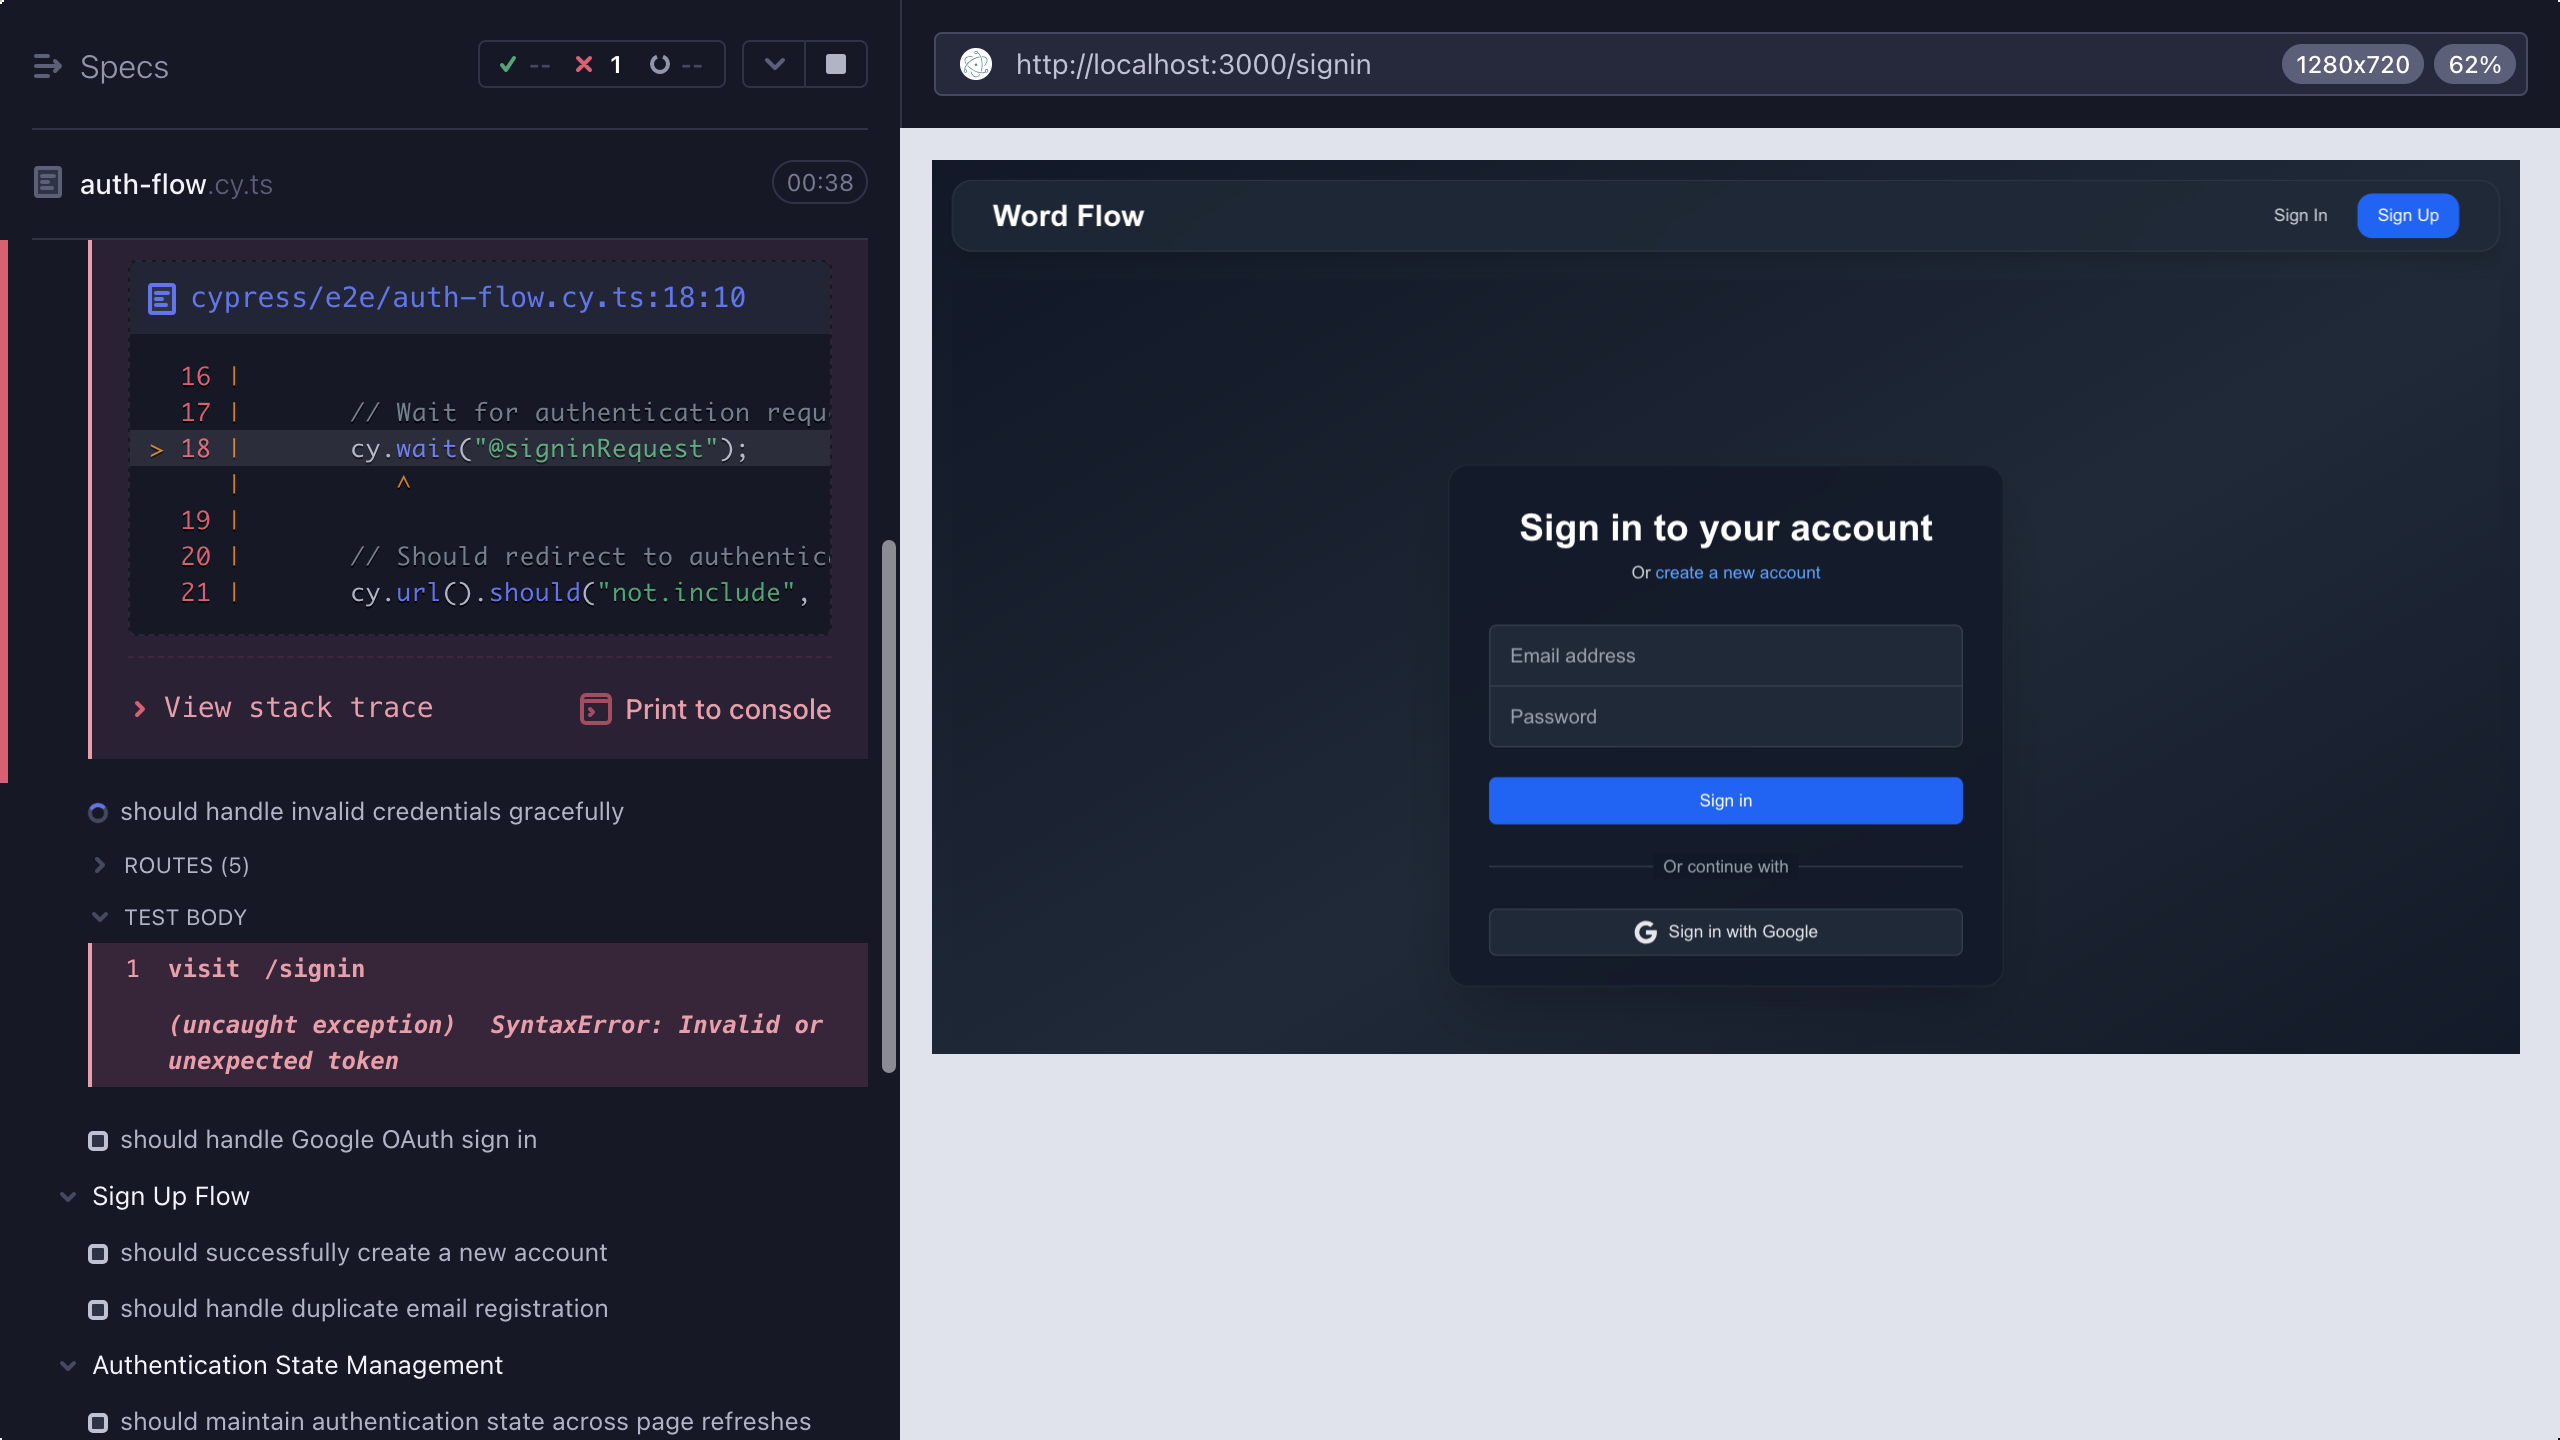 Specs
-- 1 --
auth-flow.cy.ts
00:38
cypress/e2e/auth-flow.cy.ts:18:10
16 |
17 | // Wait for authentication requ
> 18 | cy.wait("@signinRequest");
| ^
19 |
20 | // Should redirect to authentic
21 | cy.url().should("not.include",
View stack trace
Print to console
should handle invalid credentials gracefully
ROUTES (5)
TEST BODY
1 visit /signin
(uncaught exception) SyntaxError: Invalid or
unexpected token
should handle Google OAuth sign in
Sign Up Flow
should successfully create a new account
should handle duplicate email registration
Authentication State Management
should maintain authentication state across page refreshes
http://localhost:3000/signin
1280x720
62%
Word Flow
Sign In
Sign Up
Sign in to your account
Or create a new account
Email address
Password
Sign in
Or continue with
Sign in with Google